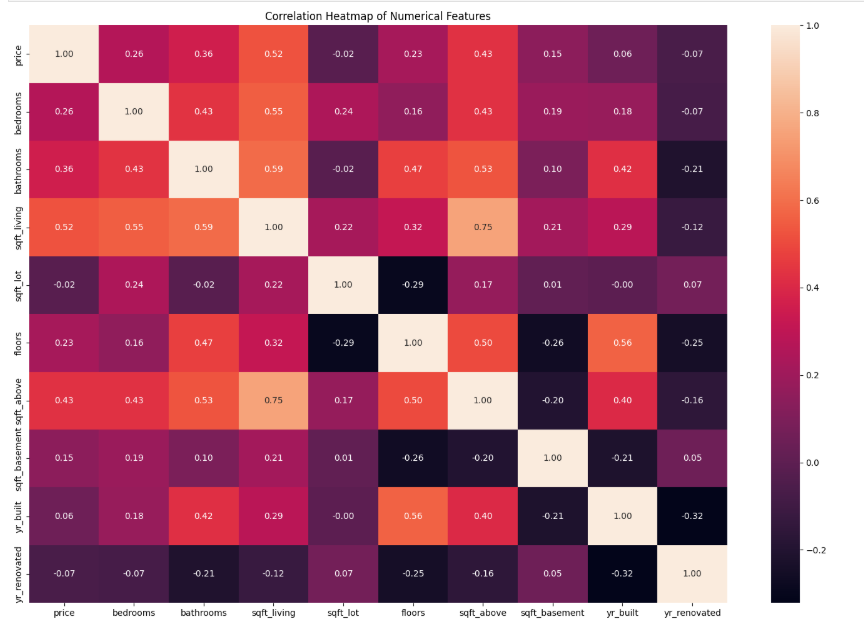 Correlation Heatmap of Numerical Features
price 1.00 0.26 0.36 0.52 -0.02 0.23 0.43 0.15 0.06 -0.07
bedrooms 0.26 1.00 0.43 0.55 0.24 0.16 0.43 0.19 0.18 -0.07
bathrooms 0.36 0.43 1.00 0.59 -0.02 0.47 0.53 0.10 0.42 -0.21
sqft_living 0.52 0.55 0.59 1.00 0.22 0.32 0.75 0.21 0.29 -0.12
sqft_lot -0.02 0.24 -0.02 0.22 1.00 -0.29 0.17 0.01 -0.00 0.07
floors 0.23 0.16 0.47 0.32 -0.29 1.00 0.50 -0.26 0.56 -0.25
sqft_above 0.43 0.43 0.53 0.75 0.17 0.50 1.00 -0.20 0.40 -0.16
sqft_basement 0.15 0.19 0.10 0.21 0.01 -0.26 -0.20 1.00 -0.21 0.05
yr_built 0.06 0.18 0.42 0.29 -0.00 0.56 0.40 -0.21 1.00 -0.32
yr_renovated -0.07 -0.07 -0.21 -0.12 0.07 -0.25 -0.16 0.05 -0.32 1.00
price bedrooms bathrooms sqft_living sqft_lot floors sqft_above sqft_basement yr_built yr_renovated
1.0
0.8
0.6
0.4
0.2
0.0
−0.2